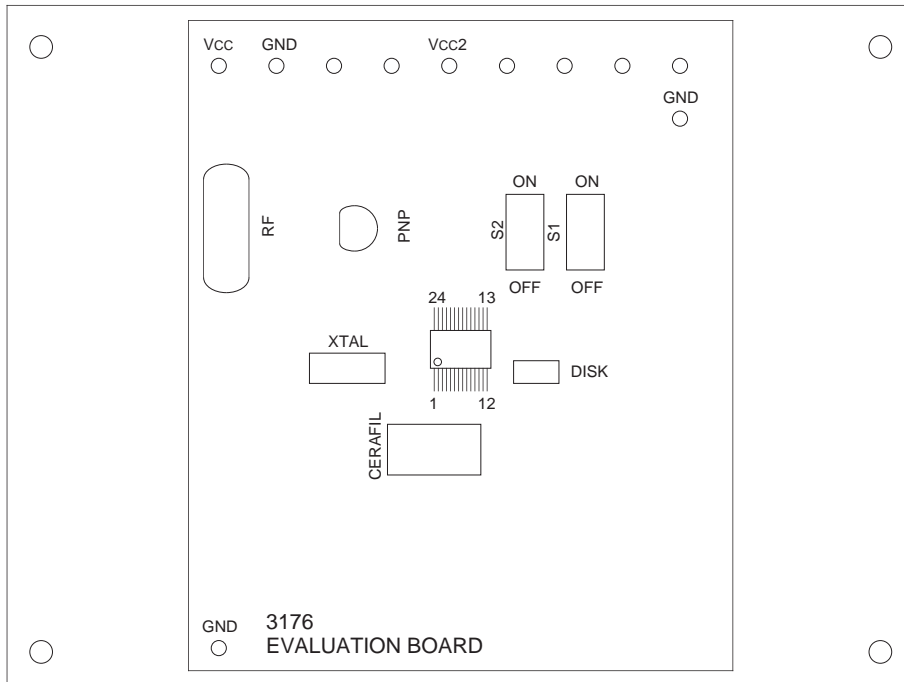 VCC GND VCC2
GND
ON ON
RF
PNP
S2
S1
OFF OFF
24 13
XTAL
DISK
1 12
CERAFIL
GND
3176
EVALUATION BOARD